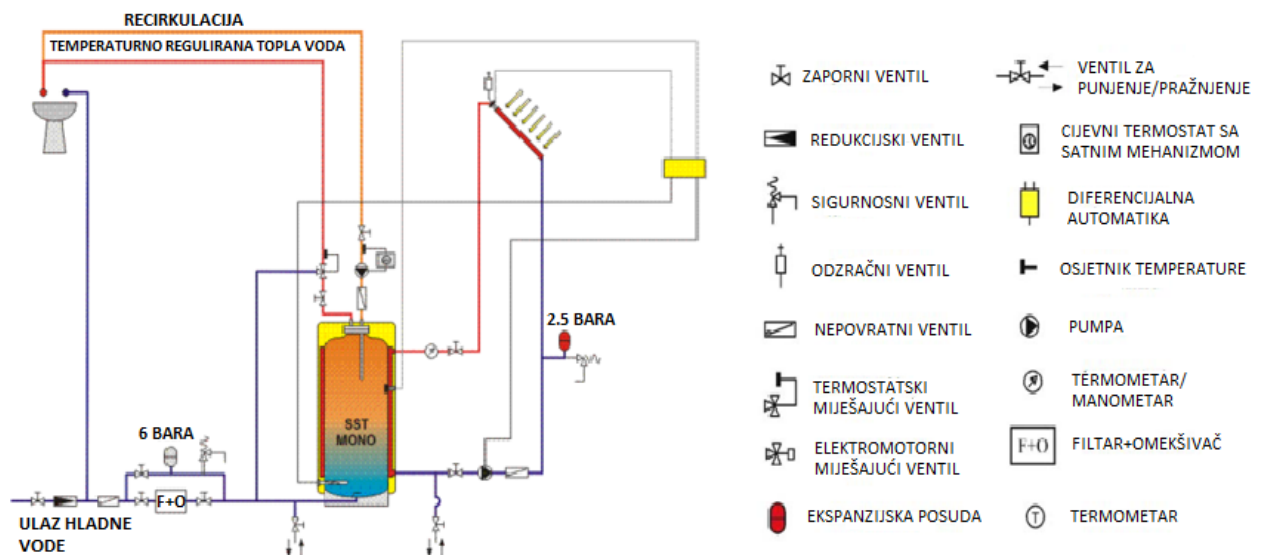 RECIRKULACIJA
TEMPERATURNO REGULIRANA TOPLA VODA
2.5 BARA
SST
MONO
6 BARA
F+O
ULAZ HLADNE
VODE
ZAPORNI VENTIL
REDUKCIJSKI VENTIL
SIGURNOSNI VENTIL
ODZRAČNI VENTIL
NEPOVRATNI VENTIL
TERMOSTATSKI
MIJEŠAJUĆI VENTIL
ELEKTROMOTORNI
MIJEŠAJUĆI VENTIL
EKSPANZIJSKA POSUDA
VENTIL ZA
PUNJENJE/PRAŽNJENJE
CIJEVNI TERMOSTAT SA
SATNIM MEHANIZMOM
DIFERENCIJALNA
AUTOMATIKA
OSJETNIK TEMPERATURE
PUMPA
TERMOMETAR/
MANOMETAR
F+O
FILTAR+OMEKŠIVAČ
T
TERMOMETAR